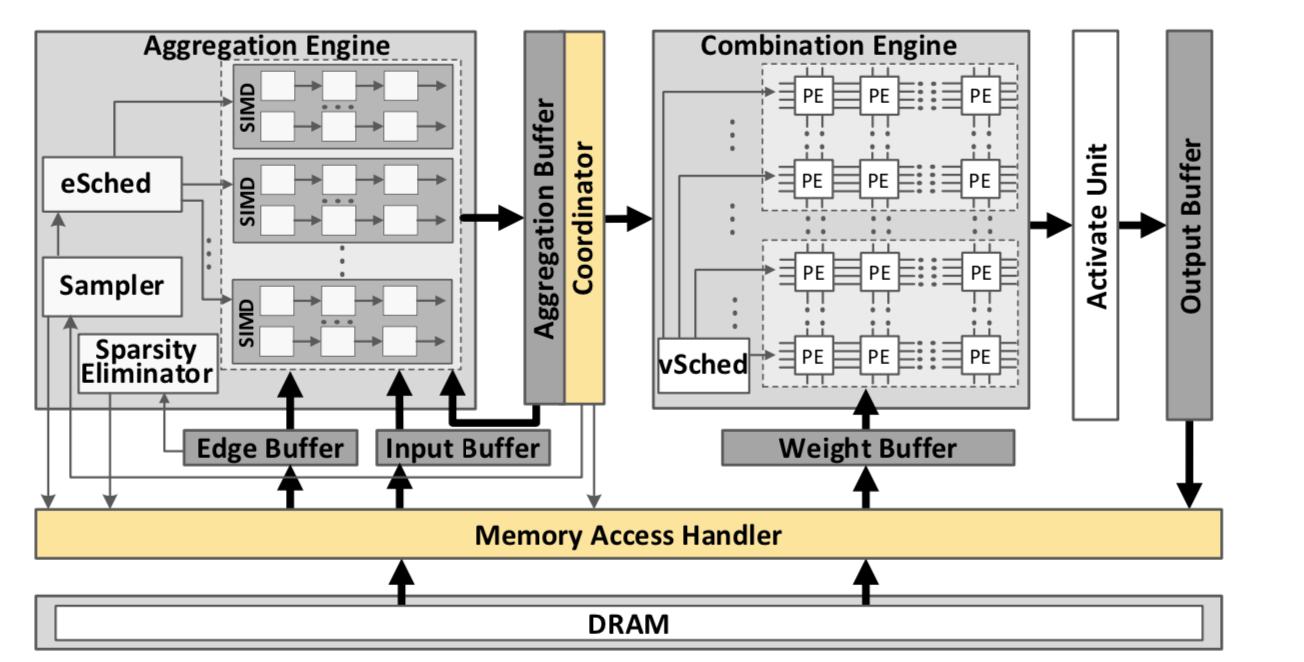 Aggregation Engine
SIMD
eSched
SIMD
Sampler
SIMD
Sparsity
Eliminator
Edge Buffer
Input Buffer
Aggregation Buffer
Coordinator
Combination Engine
PE PE PE
PE PE PE
PE PE PE
PE PE PE
vSched
Weight Buffer
Activate Unit
Output Buffer
Memory Access Handler
DRAM